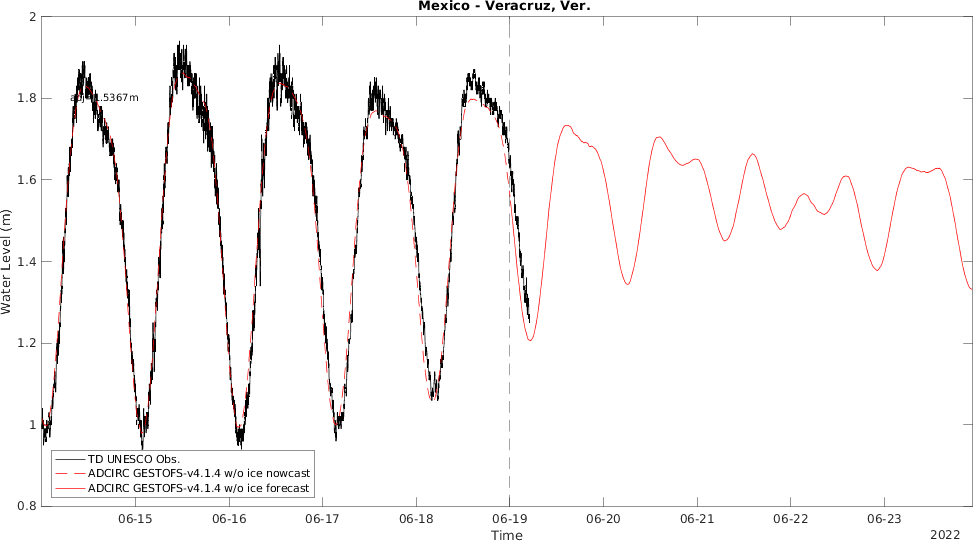 Mexico - Veracruz, Ver.
2
1.8
1.6
1.4
1.2
1
0.8
Water Level (m)
TD UNESCO Obs.
ADCIRC GESTOFS-v4.1.4 w/o ice nowcast
ADCIRC GESTOFS-v4.1.4 w/o ice forecast
06-15 06-16 06-17 06-18 06-19 06-20 06-21 06-22 06-23
Time
2022